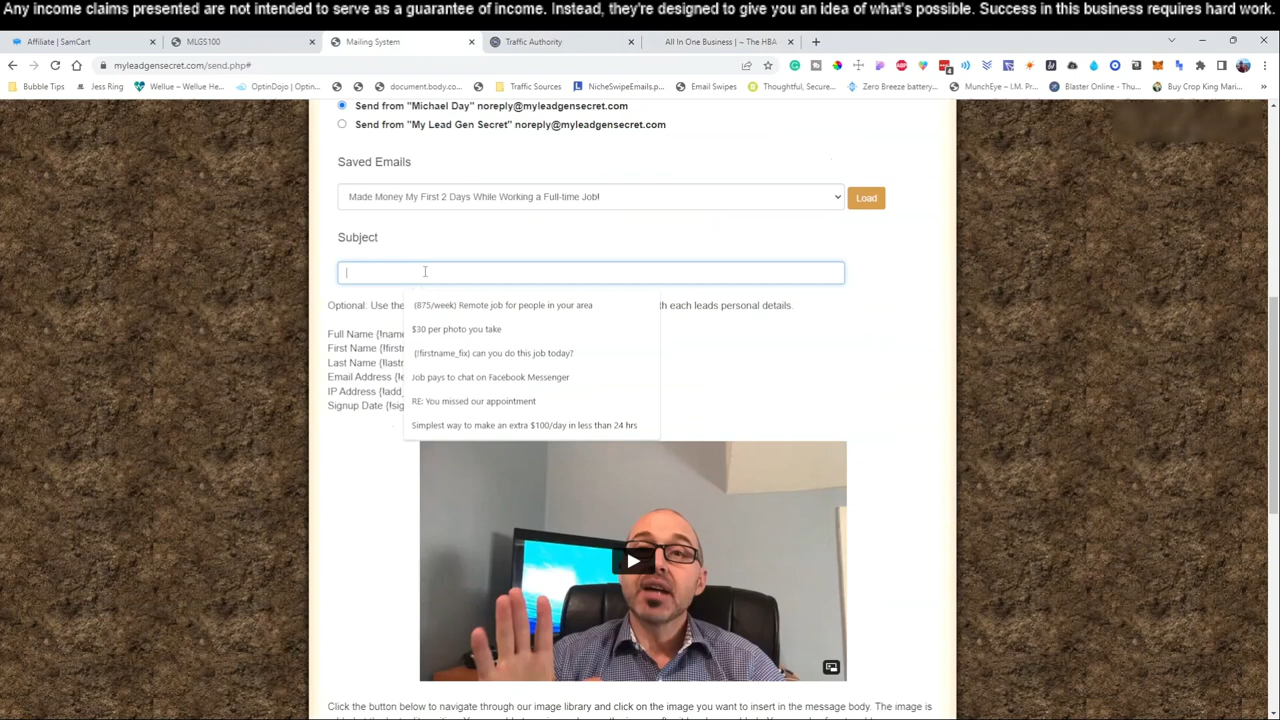 Any income claims presented are not intended to serve as a guarantee of income. Instead, they're designed to give you an idea of what's possible. Success in this business requires hard work.
Affiliate | SamCart
MLGS100
Mailing System
Traffic Authority
All In One Business | ~ The HBA
myleadgensecret.com/send.php#
Bubble Tips
Jess Ring
Wellue – Wellue He...
OptinDojo | Optin...
document.body.co...
Traffic Sources
NicheSwipeEmails.p...
Email Swipes
Thoughtful, Secure...
Zero Breeze battery...
MunchEye — I.M. Pr...
Blaster Online - Thu...
Buy Crop King Mari...
Send from "Michael Day" noreply@myleadgensecret.com
Send from "My Lead Gen Secret" noreply@myleadgensecret.com
Saved Emails
Made Money My First 2 Days While Working a Full-time Job!
Load
Subject
Optional: Use the
h each leads personal details.
(875/week) Remote job for people in your area
$30 per photo you take
Full Name {!name
First Name {!firstn
(!firstname_fix) can you do this job today?
Last Name {!lastn
Email Address {!e
Job pays to chat on Facebook Messenger
IP Address {!add_
Signup Date {!sig
RE: You missed our appointment
Simplest way to make an extra $100/day in less than 24 hrs
Click the button below to navigate through our image library and click on the image you want to insert in the message body. The image is